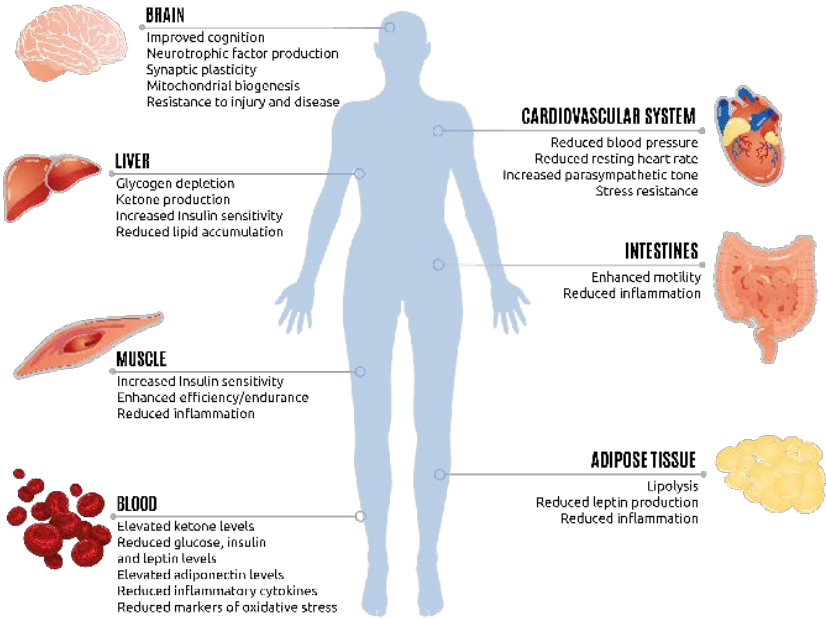 BRAIN
Improved cognition
Neurotrophic factor production
Synaptic plasticity
Mitochondrial biogenesis
Resistance to injury and disease
LIVER
Glycogen depletion
Ketone production
Increased Insulin sensitivity
Reduced lipid accumulation
MUSCLE
Increased Insulin sensitivity
Enhanced efficiency/endurance
Reduced inflammation
BLOOD
Elevated ketone levels
Reduced glucose, insulin
and leptin levels
Elevated adiponectin levels
Reduced inflammatory cytokines
Reduced markers of oxidative stress
CARDIOVASCULAR SYSTEM
Reduced blood pressure
Reduced resting heart rate
Increased parasympathetic tone
Stress resistance
INTESTINES
Enhanced motility
Reduced inflammation
ADIPOSE TISSUE
Lipolysis
Reduced leptin production
Reduced inflammation